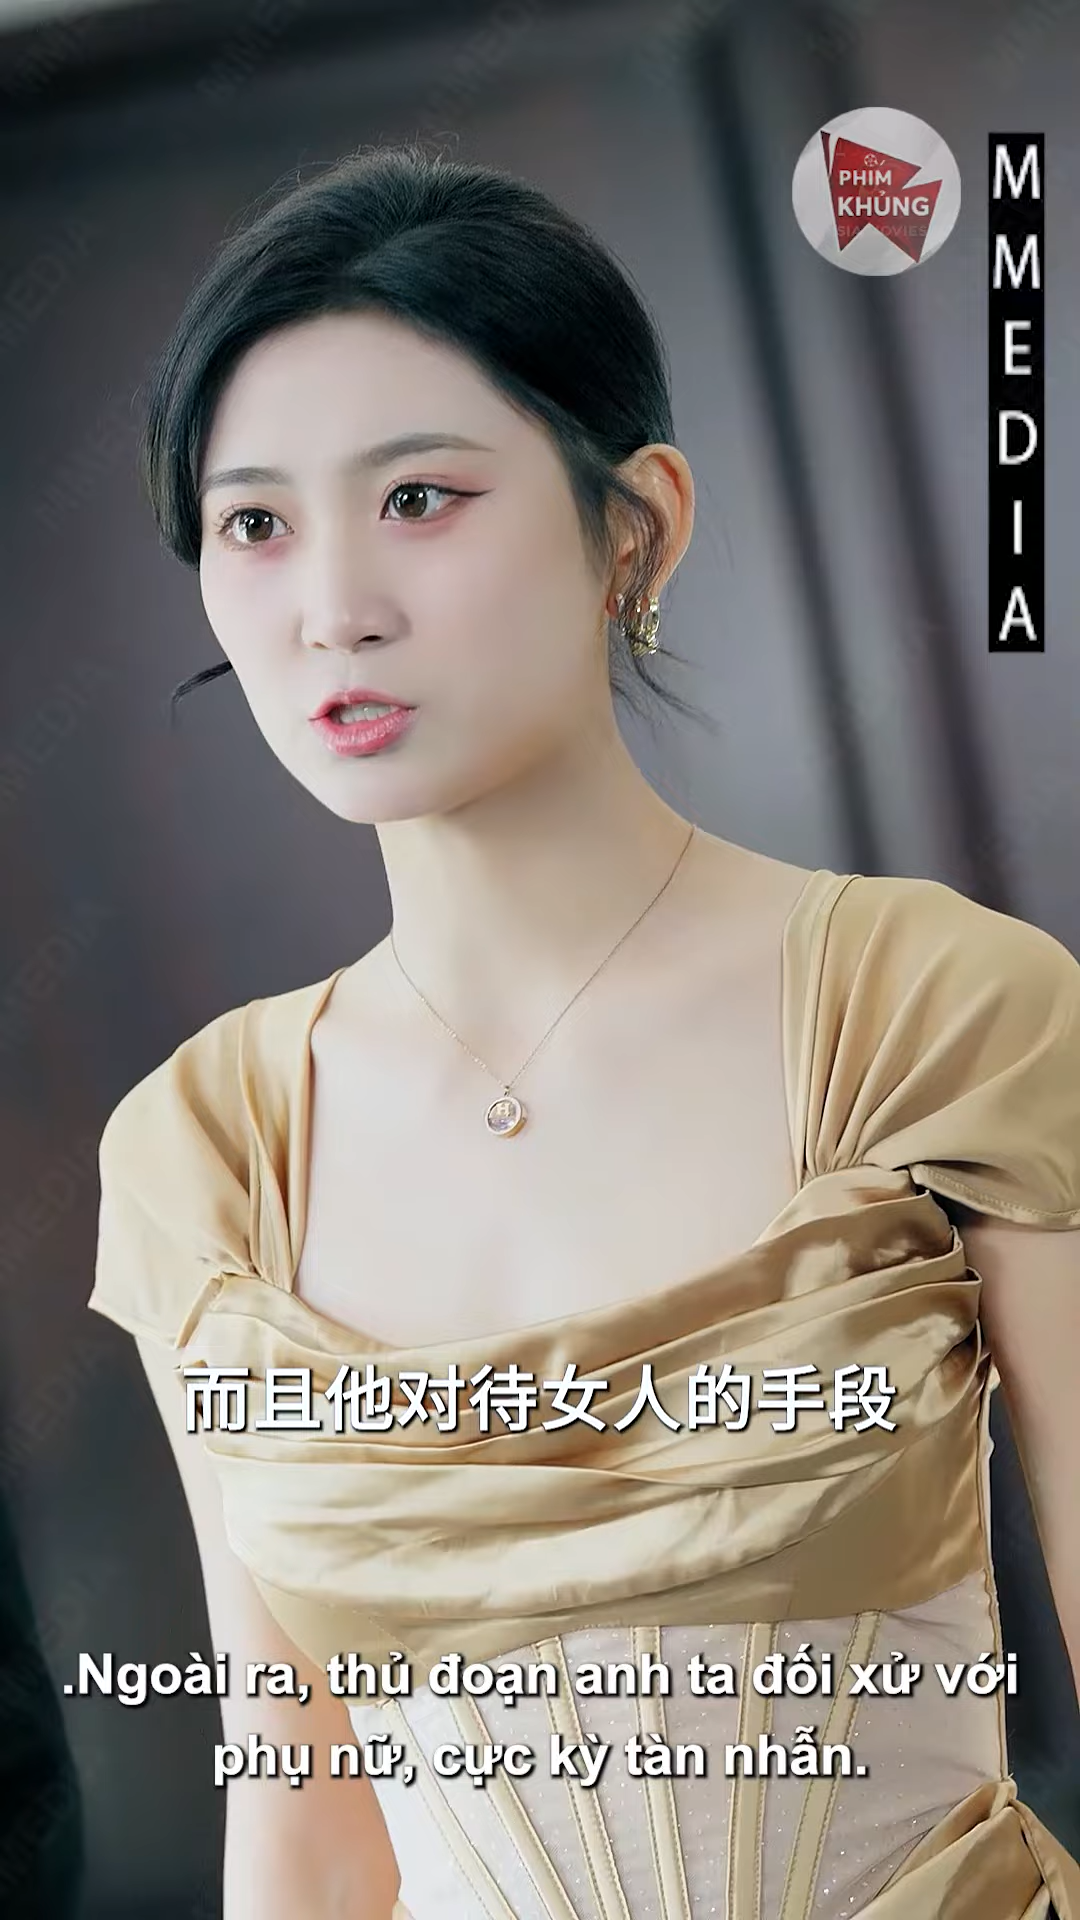 PHIM
KHỦNG
MMEDIA
而且他对待女人的手段
.Ngoài ra, thủ đoạn anh ta đối xử với
phụ nữ, cực kỳ tàn nhẫn.